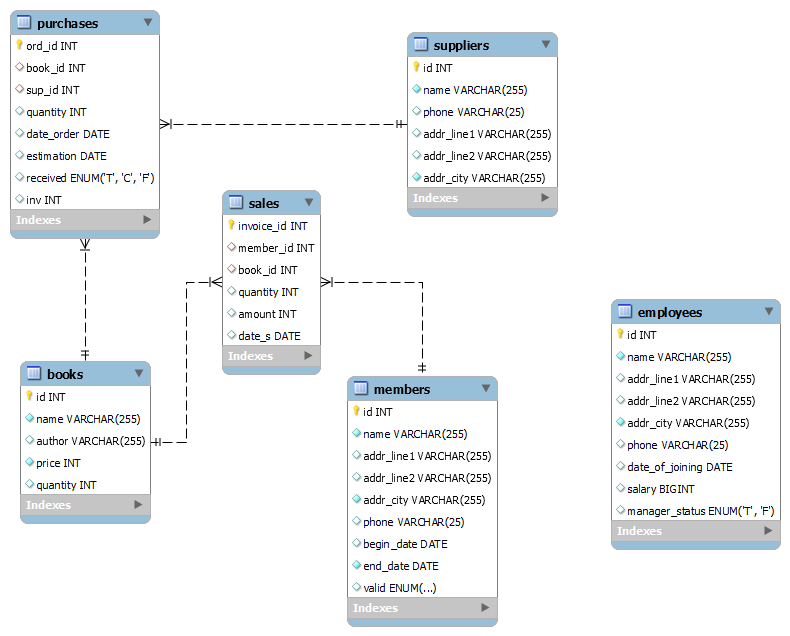 purchases
ord_id INT
book_id INT
sup_id INT
quantity INT
date_order DATE
estimation DATE
received ENUM('T', 'C', 'F')
inv INT
Indexes
suppliers
id INT
name VARCHAR(255)
phone VARCHAR(25)
addr_line1 VARCHAR(255)
addr_line2 VARCHAR(255)
addr_city VARCHAR(255)
Indexes
sales
invoice_id INT
member_id INT
book_id INT
quantity INT
amount INT
date_s DATE
Indexes
employees
id INT
name VARCHAR(255)
addr_line1 VARCHAR(255)
addr_line2 VARCHAR(255)
addr_city VARCHAR(255)
phone VARCHAR(25)
date_of_joining DATE
salary BIGINT
manager_status ENUM('T', 'F')
Indexes
books
id INT
name VARCHAR(255)
author VARCHAR(255)
price INT
quantity INT
Indexes
members
id INT
name VARCHAR(255)
addr_line1 VARCHAR(255)
addr_line2 VARCHAR(255)
addr_city VARCHAR(255)
phone VARCHAR(25)
begin_date DATE
end_date DATE
valid ENUM(...)
Indexes